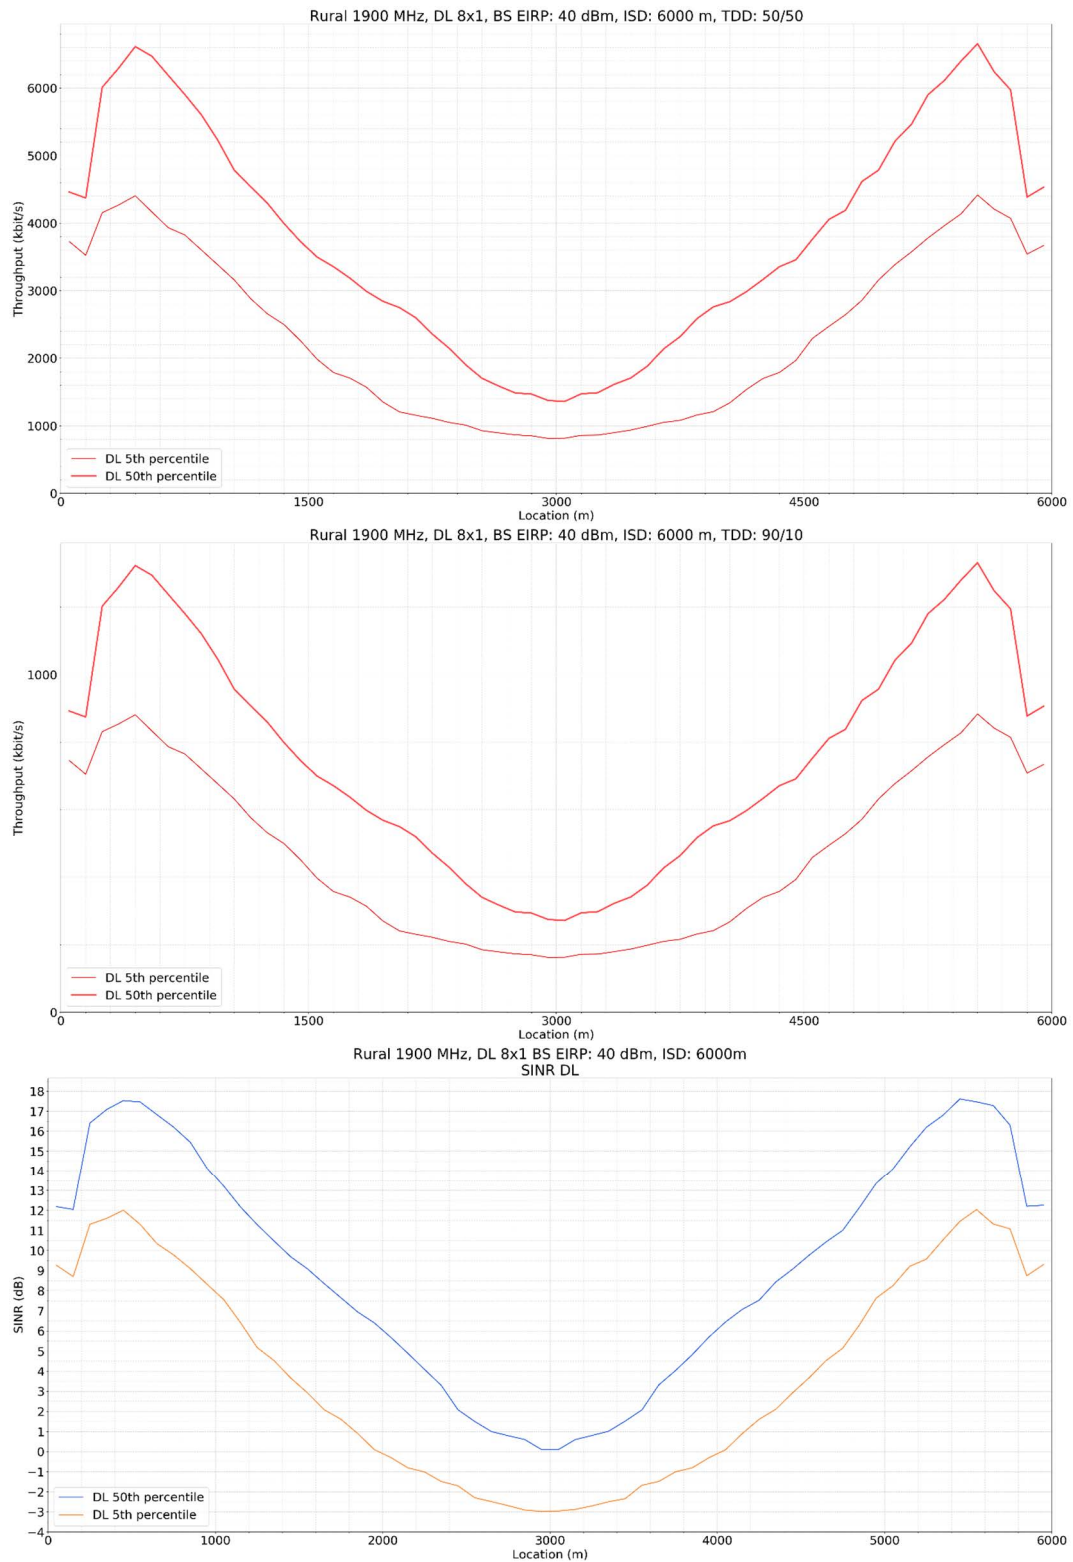 Rural 1900 MHz, DL 8x1, BS EIRP: 40 dBm, ISD: 6000 m, TDD: 50/50
6000
5000
4000
3000
2000
1000
0
Throughput (kbit/s)
DL 5th percentile
DL 50th percentile
0 1500 3000 4500 6000
Location (m)
Rural 1900 MHz, DL 8x1, BS EIRP: 40 dBm, ISD: 6000 m, TDD: 90/10
1000
0
Throughput (kbit/s)
DL 5th percentile
DL 50th percentile
0 1500 3000 4500 6000
Location (m)
Rural 1900 MHz, DL 8x1 BS EIRP: 40 dBm, ISD: 6000m
SINR DL
18
17
16
15
14
13
12
11
10
9
8
7
6
5
4
3
2
1
0
−1
−2
−3
−4
SINR (dB)
DL 50th percentile
DL 5th percentile
0 1000 2000 3000 4000 5000 6000
Location (m)